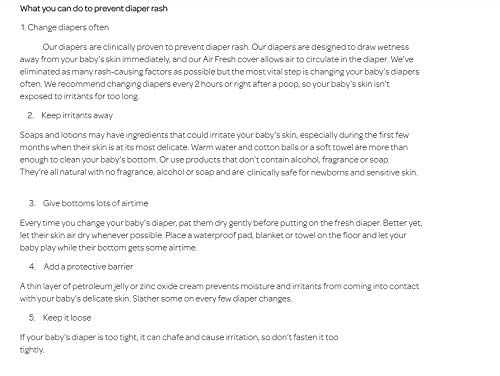 What you can do to prevent diaper rash
1. Change diapers often
Our diapers are clinically proven to prevent diaper rash. Our diapers are designed to draw wetness
away from your baby's skin immediately, and our Air Fresh cover allows air to circulate in the diaper. We've
eliminated as many rash-causing factors as possible but the most vital step is changing your baby's diapers
often. We recommend changing diapers every 2 hours or right after a poop, so your baby's skin isn't
exposed to irritants for too long.
2. Keep irritants away
Soaps and lotions may have ingredients that could irritate your baby's skin, especially during the first few
months when their skin is at its most delicate. Warm water and cotton balls or a soft towel are more than
enough to clean your baby's bottom. Or use products that don't contain alcohol, fragrance or soap
They're all natural with no fragrance, alcohol or soap and are clinically safe for newborns and sensitive skin.
3. Give bottoms lots of airtime
Every time you change your baby's diaper, pat them dry gently before putting on the fresh diaper. Better yet,
let their skin air dry whenever possible. Place a waterproof pad, blanket or towel on the floor and let your
baby play while their bottom gets some airtime.
4. Add a protective barrier
A thin layer of petroleum jelly or zinc oxide cream prevents moisture and irritants from coming into contact
with your baby's delicate skin. Slather some on every few diaper changes.
5. Keep it loose
If your baby's diaper is too tight, it can chafe and cause irritation, so don't fasten it too
tightly.